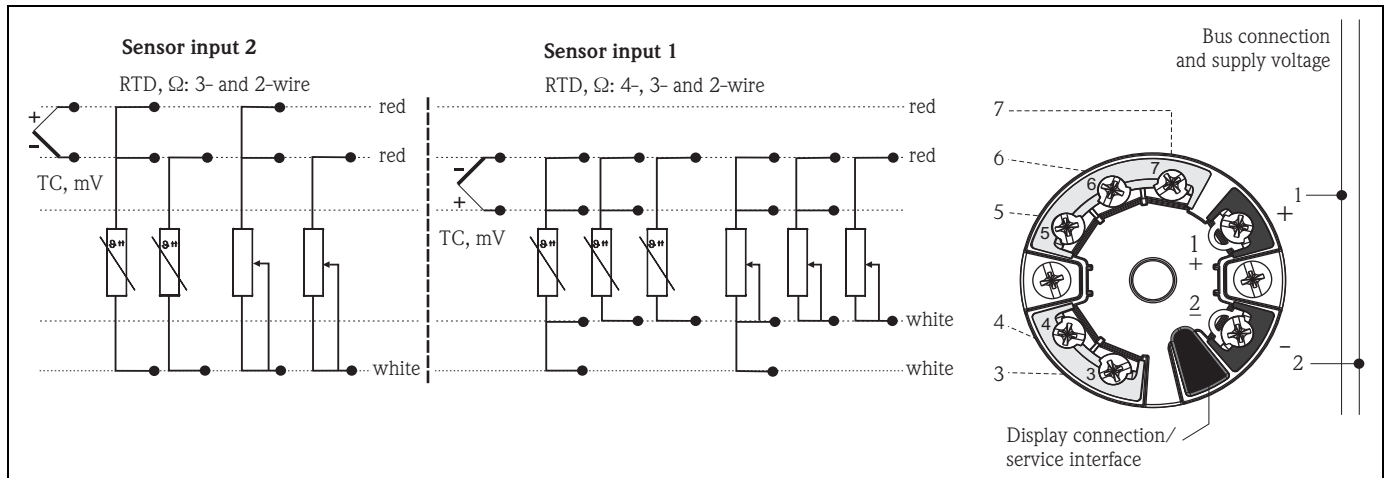 Sensor input 2
RTD, Ω: 3- and 2-wire
red
+
-
red
TC, mV
ϑ
ϑ
white
Sensor input 1
RTD, Ω: 4-, 3- and 2-wire
red
red
-
+
TC, mV
ϑ
ϑ
ϑ
white
white
Bus connection
and supply voltage
7
6
5
4
3
7
6
5
4
3
1
+
2
-
+
1
-
2
Display connection/
service interface